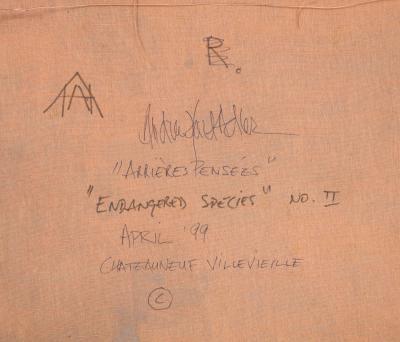 R.
"ARRIÈRES PENSÉES"
"ENDANGERED SPECIES" NO. II
APRIL '99
CHATEAUNEUF VILLEVIEILLE
©